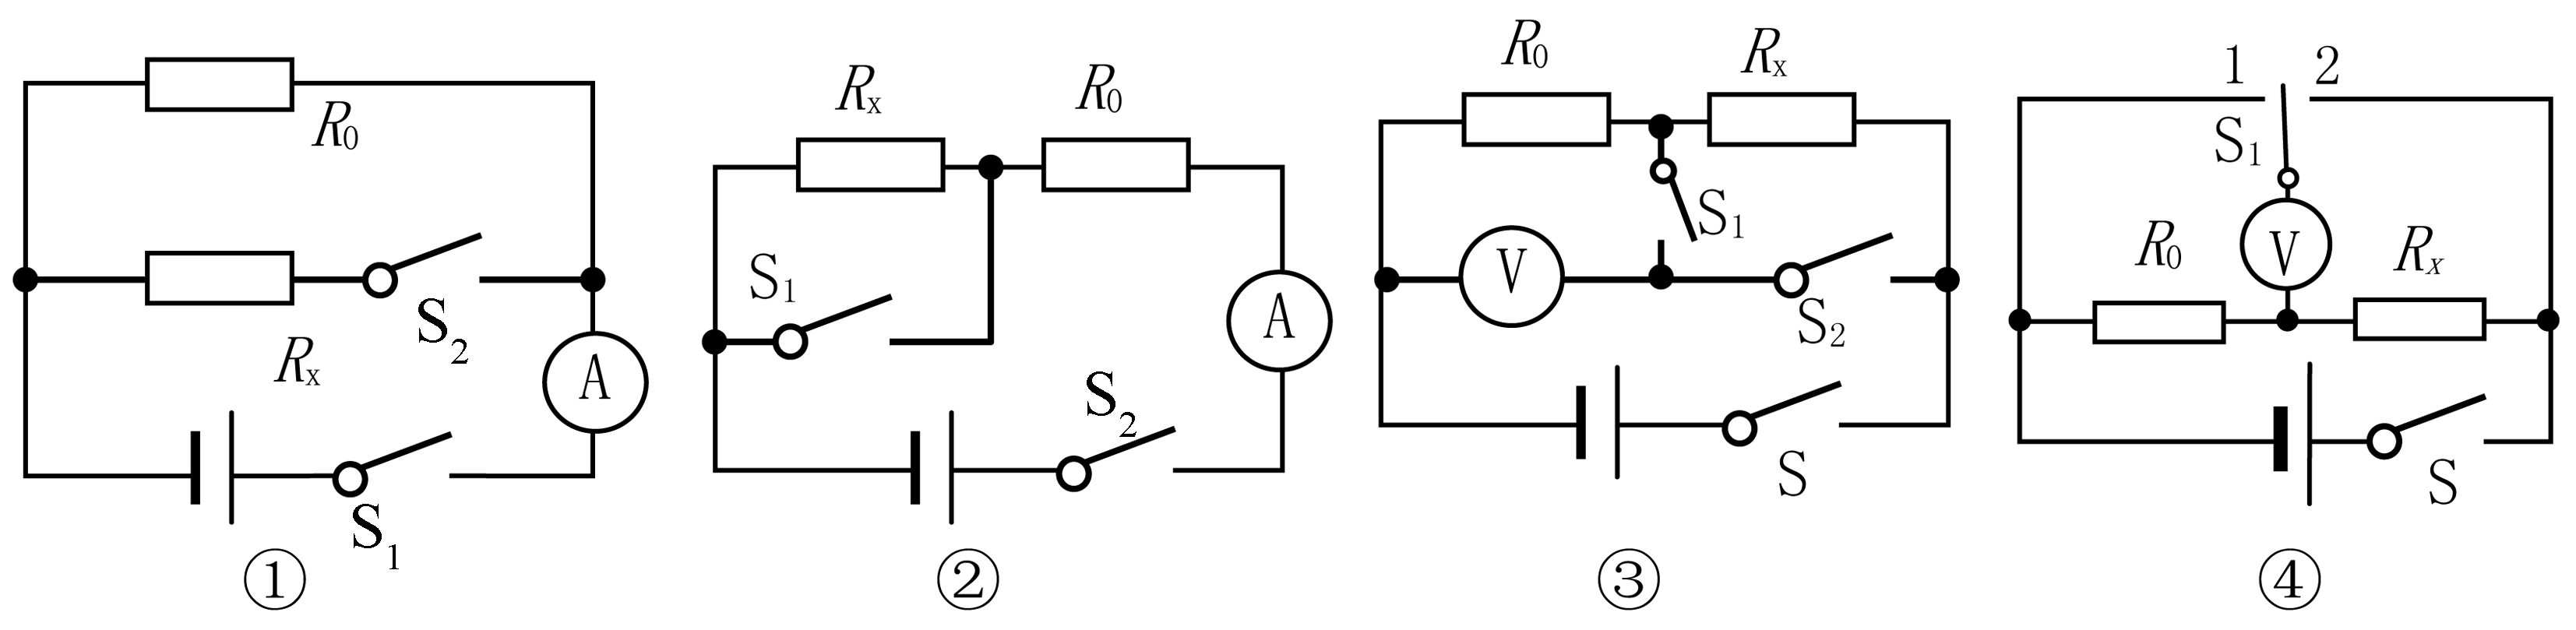 R₀
Rₓ
S₂
A
S₁
①
Rₓ
R₀
S₁
A
S₂
②
R₀
Rₓ
S₁
V
S₂
S
③
1
2
S₁
V
R₀
Rₓ
S
④